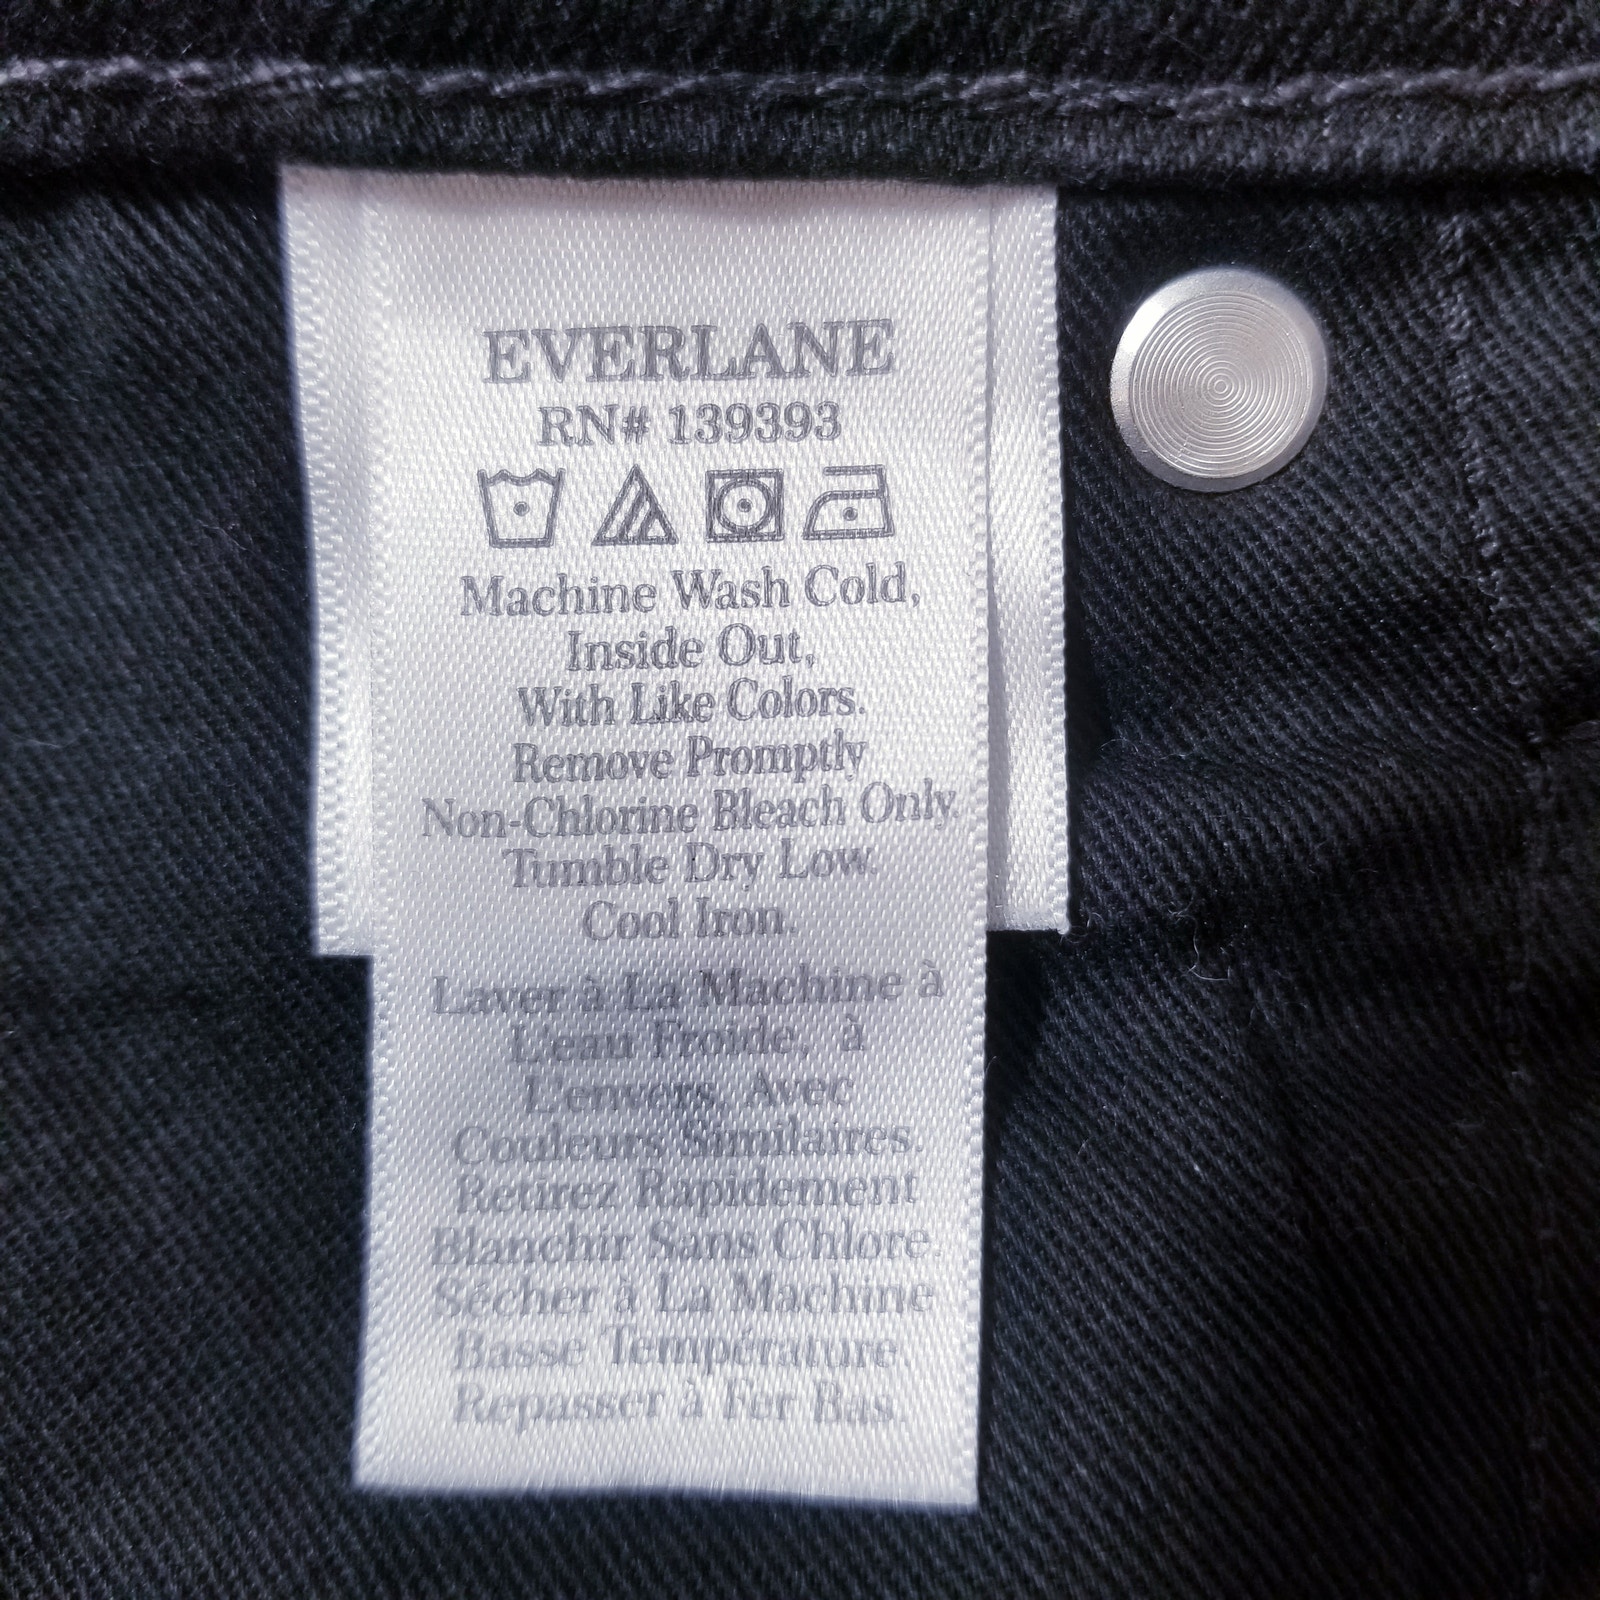 EVERLANE
RN# 139393
Machine Wash Cold,
Inside Out,
With Like Colors.
Remove Promptly
Non-Chlorine Bleach Only.
Tumble Dry Low.
Cool Iron.
Laver à La Machine à
L'eau Froide, à
L'envers, Avec
Couleurs Similaires.
Retirez Rapidement
Blanchir Sans Chlore.
Sécher à La Machine
Basse Température.
Repasser à Fer Bas.